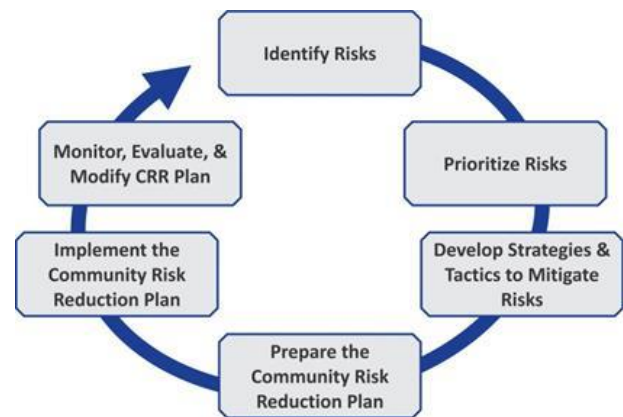 Identify Risks
Prioritize Risks
Develop Strategies &
Tactics to Mitigate
Risks
Prepare the
Community Risk
Reduction Plan
Implement the
Community Risk
Reduction Plan
Monitor, Evaluate, &
Modify CRR Plan